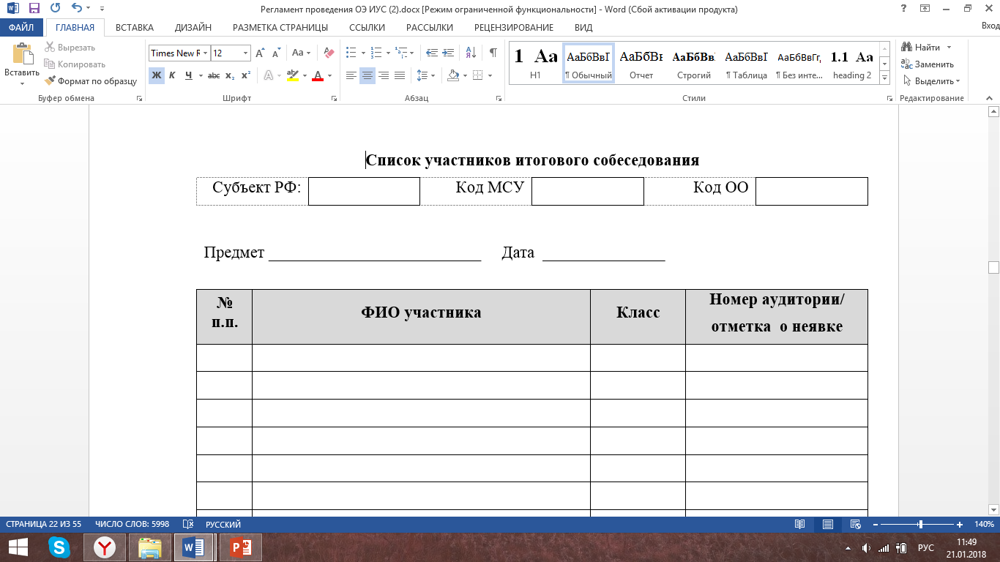 Регламент проведения ОЭ ИУС (2).docx [Режим ограниченной функциональности] - Word (Сбой активации продукта)
ФАЙЛ ГЛАВНАЯ ВСТАВКА ДИЗАЙН РАЗМЕТКА СТРАНИЦЫ ССЫЛКИ РАССЫЛКИ РЕЦЕНЗИРОВАНИЕ ВИД Вход
Вставить
Вырезать
Копировать
Формат по образцу
Буфер обмена
Times New R 12
Ж К Ч abc x₂ x²
Шрифт
Абзац
1 Aa АаБбВвГ АаБбВв АаБбВв АаБбВвГ АаБбВвГг, 1.1 Aa
H1 ¶ Обычный Отчет Строгий ¶ Таблица ¶ Без инте... heading 2
Стили
Найти
Заменить
Выделить
Редактирование
Список участников итогового собеседования
Субъект РФ: Код МСУ Код ОО
Предмет __________________________ Дата _______________
№ п.п. ФИО участника Класс Номер аудитории/
отметка о неявке
СТРАНИЦА 22 ИЗ 55 ЧИСЛО СЛОВ: 5998 РУССКИЙ 140%
РУС 11:49
21.01.2018